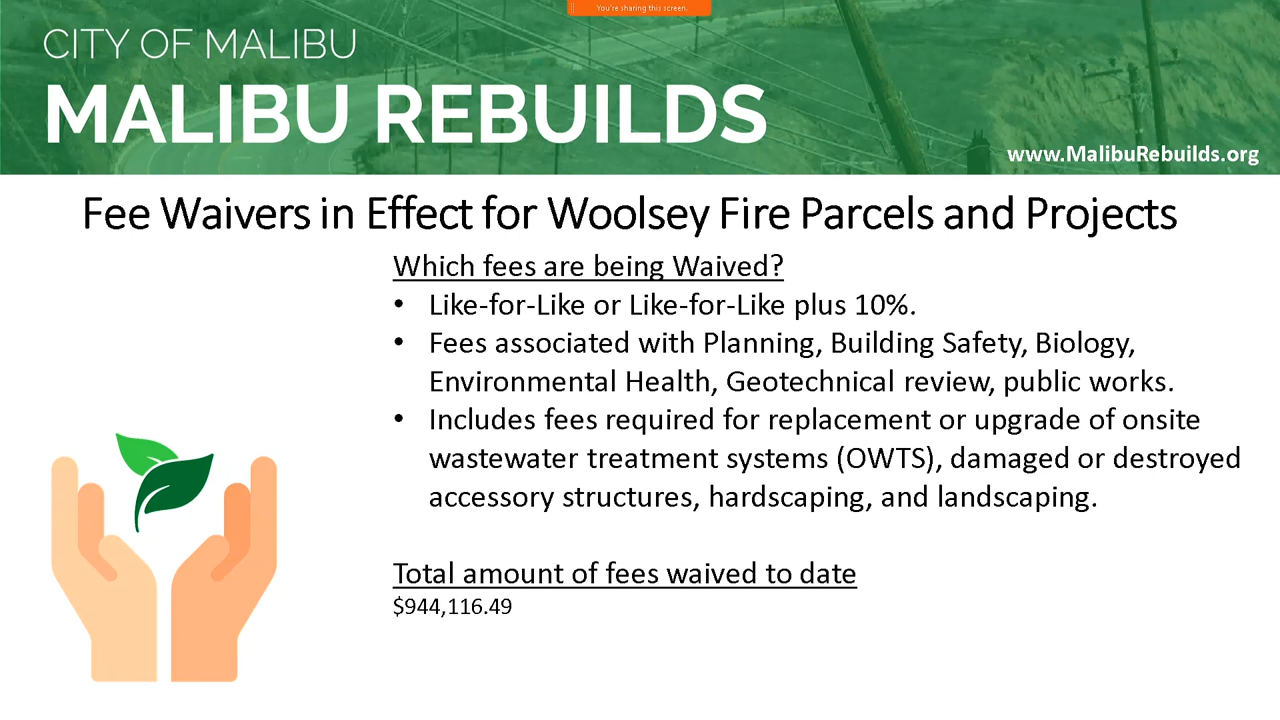 You're sharing this screen.
CITY OF MALIBU
MALIBU REBUILDS
www.MalibuRebuilds.org
Fee Waivers in Effect for Woolsey Fire Parcels and Projects
Which fees are being Waived?
• Like-for-Like or Like-for-Like plus 10%.
• Fees associated with Planning, Building Safety, Biology,
Environmental Health, Geotechnical review, public works.
• Includes fees required for replacement or upgrade of onsite
wastewater treatment systems (OWTS), damaged or destroyed
accessory structures, hardscaping, and landscaping.
Total amount of fees waived to date
$944,116.49